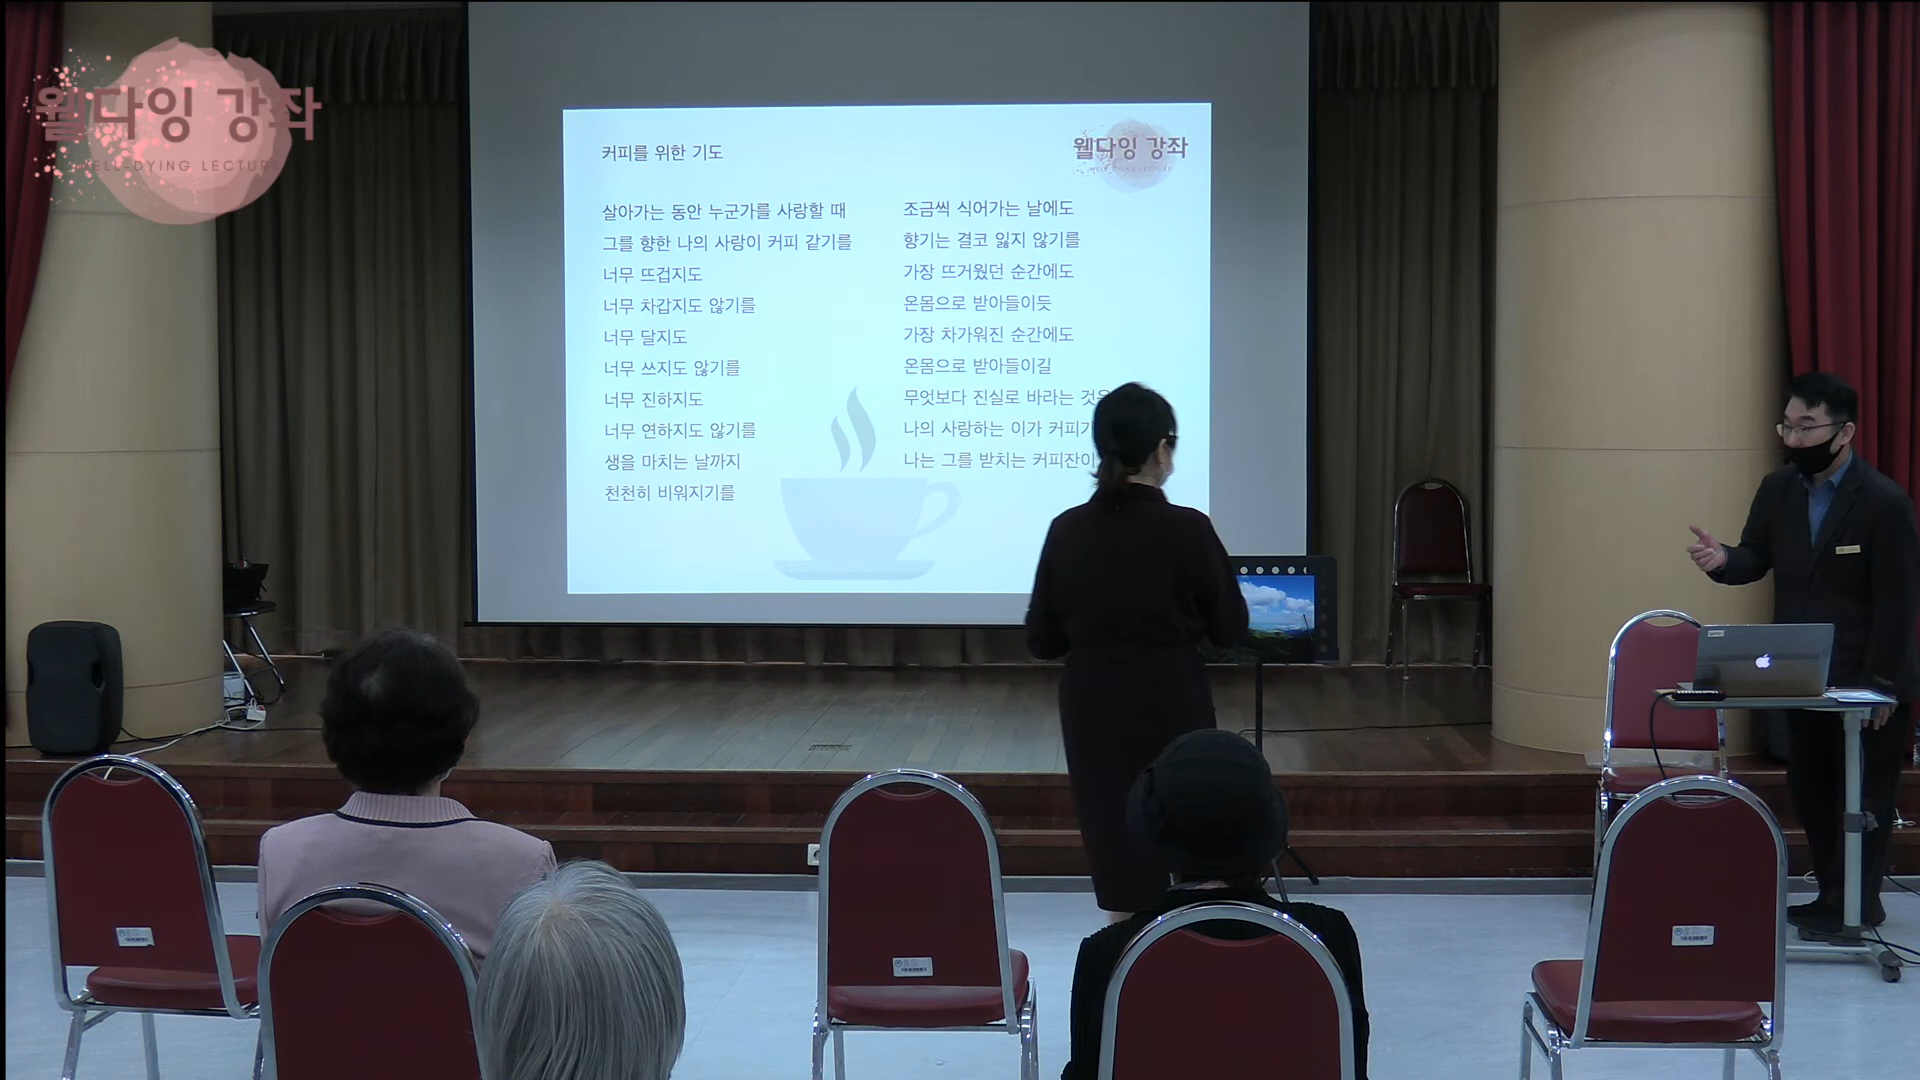 웰다잉 강좌
WELL-DYING LECTURE
커피를 위한 기도
웰다잉 강좌
WELL-DYING LECTURE
살아가는 동안 누군가를 사랑할 때
그를 향한 나의 사랑이 커피 같기를
너무 뜨겁지도
너무 차갑지도 않기를
너무 달지도
너무 쓰지도 않기를
너무 진하지도
너무 연하지도 않기를
생을 마치는 날까지
천천히 비워지기를
조금씩 식어가는 날에도
향기는 결코 잃지 않기를
가장 뜨거웠던 순간에도
온몸으로 받아들이듯
가장 차가워진 순간에도
온몸으로 받아들이길
무엇보다 진실로 바라는 것은
나의 사랑하는 이가 커피기
나는 그를 받치는 커피잔이